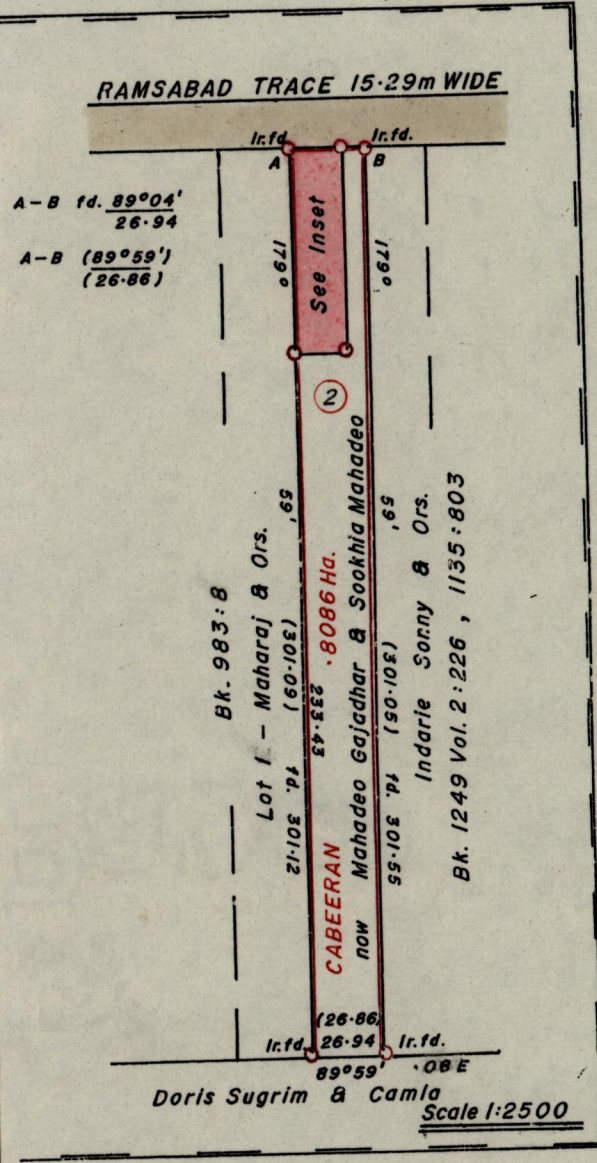 RAMSABAD TRACE 15·29m WIDE
Ir.fd.
Ir.fd.
A
B
A-B fd. 89°04'
26·94
A-B (89°59')
(26·86)
179°
See Inset
179°
2
59'
59'
Bk. 983:8
Lot 1 - Maharaj & Ors.
(301·09) fd. 301·12
233·43
·8086 Ha.
CABEERAN
now Mahadeo Gajadhar & Sookhia Mahadeo
(301·05) fd. 301·55
Indarie Sonny & Ors.
Bk. 1249 Vol. 2:226, 1135:803
(26·86)
Ir.fd. 26·94 Ir.fd.
89°59' ·08 E
Doris Sugrim & Camla
Scale 1:2500